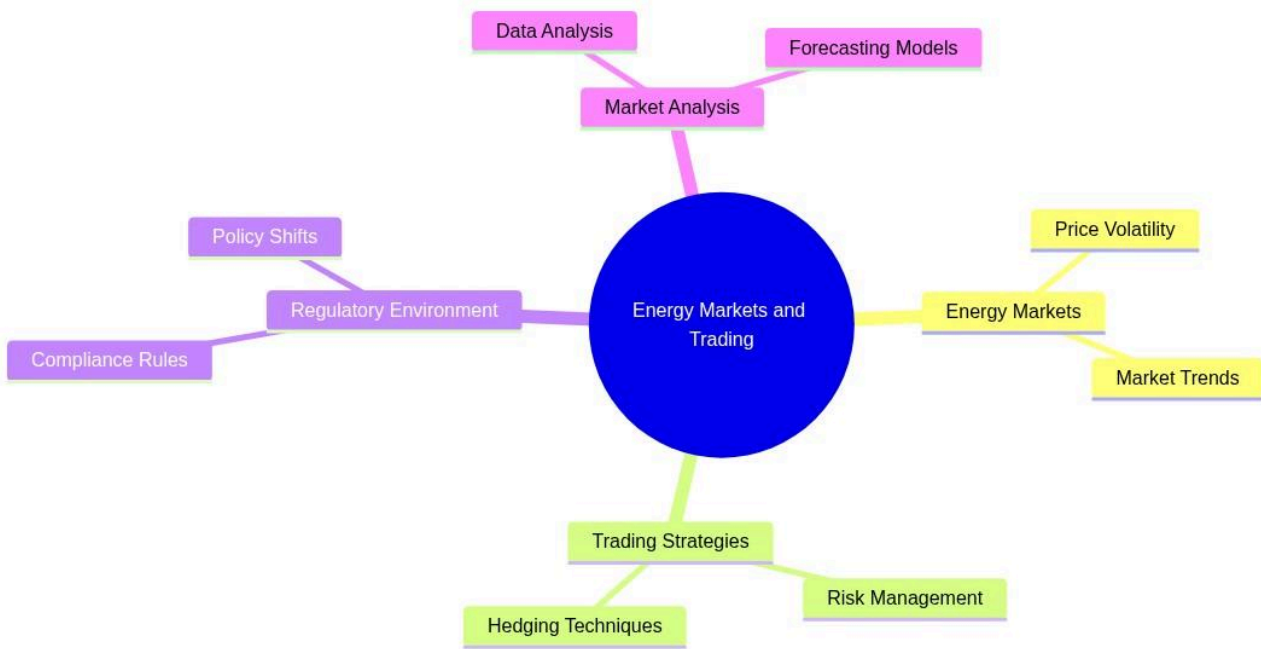 Data Analysis
Forecasting Models
Market Analysis
Policy Shifts
Price Volatility
Regulatory Environment
Energy Markets and
Trading
Energy Markets
Compliance Rules
Market Trends
Trading Strategies
Risk Management
Hedging Techniques